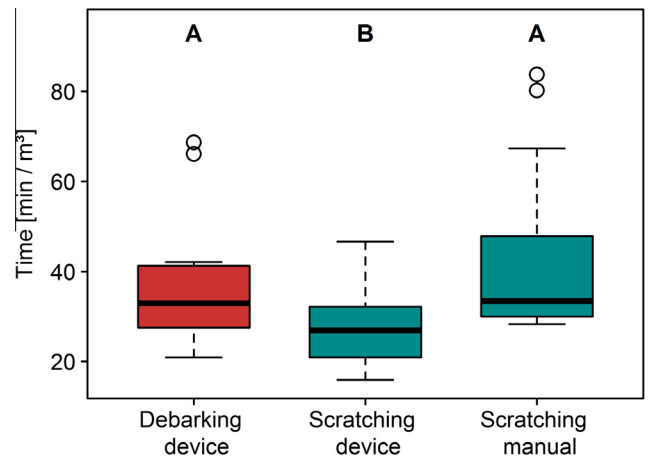 A B A
Time [min / m³]
80
60
40
20
Debarking device
Scratching device
Scratching manual